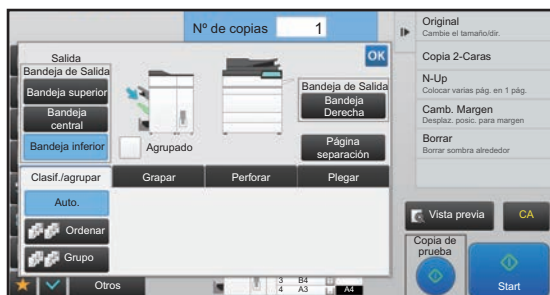 Nº de copias
1
Original
Cambie el tamaño/dir.
Copia 2-Caras
N-Up
Colocar varias pág. en 1 pág.
Camb. Margen
Desplaz. posic. para margen
Borrar
Borrar sombra alrededor
Salida
OK
Bandeja de Salida
Bandeja superior
Bandeja
central
Bandeja inferior
Agrupado
Bandeja de Salida
Bandeja
Derecha
Página
separación
Clasif./agrupar
Grapar
Perforar
Plegar
Auto.
Ordenar
Grupo
Vista previa
CA
Copia de
prueba
Start
Otros
3 B4
4 A3
A4